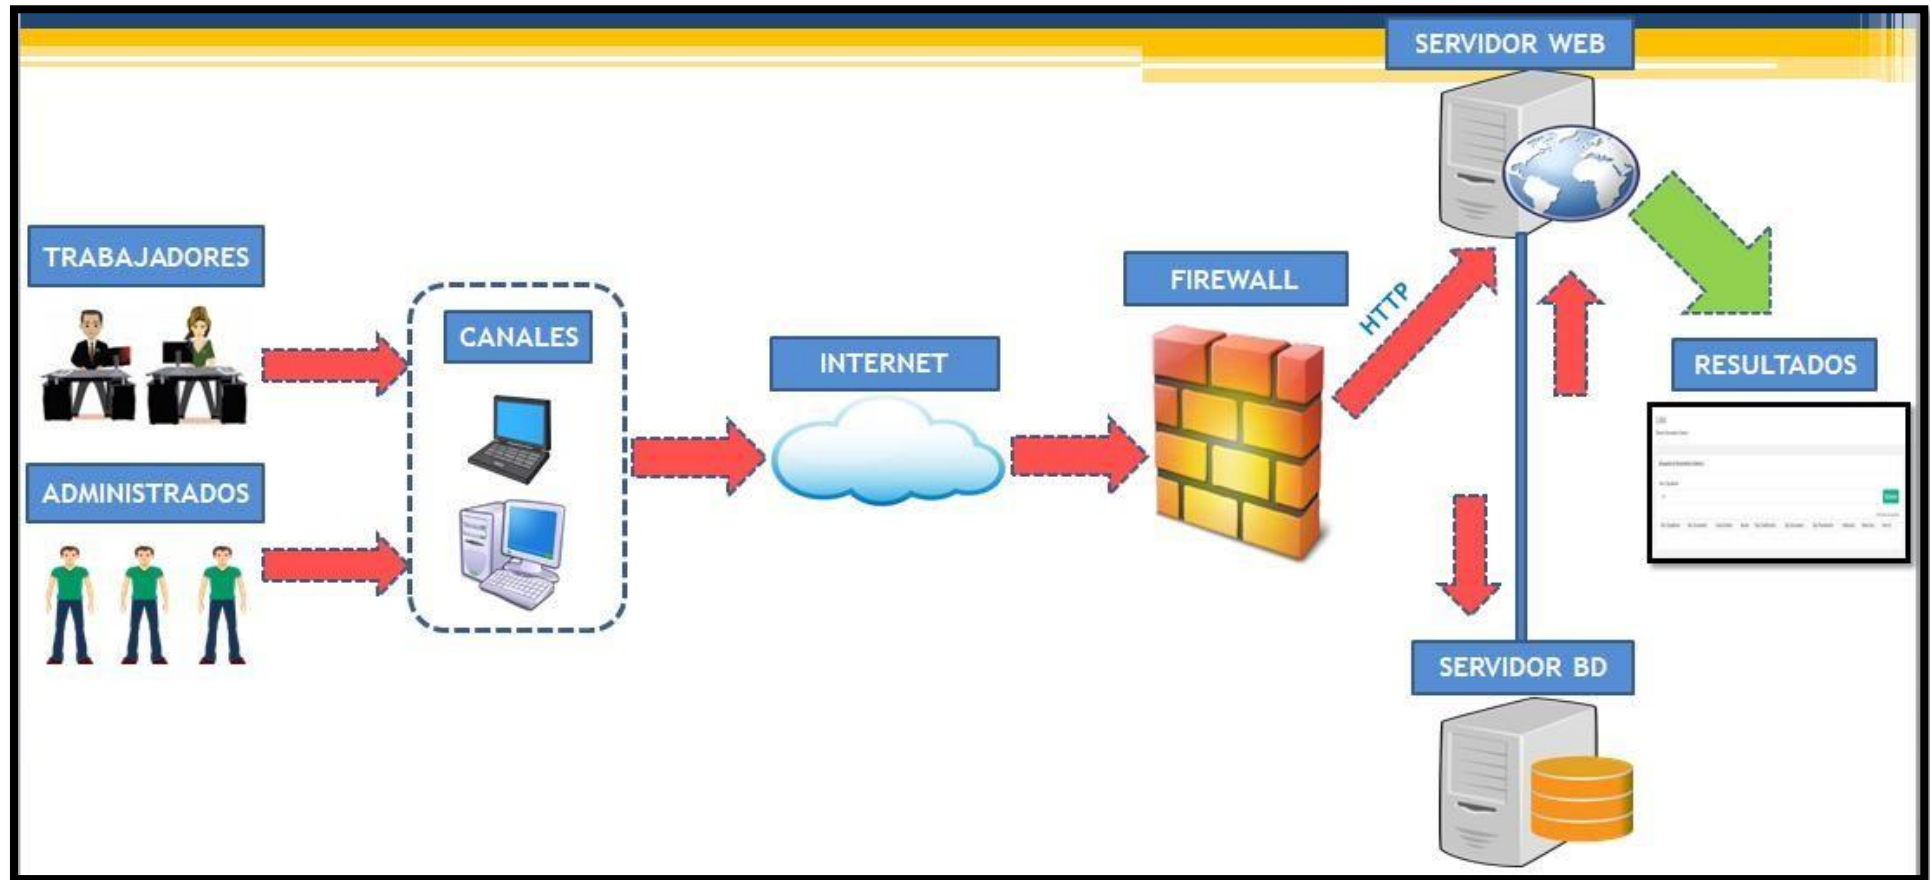 SERVIDOR WEB
TRABAJADORES
FIREWALL
HTTP
CANALES
INTERNET
RESULTADOS
ADMINISTRADOS
SERVIDOR BD